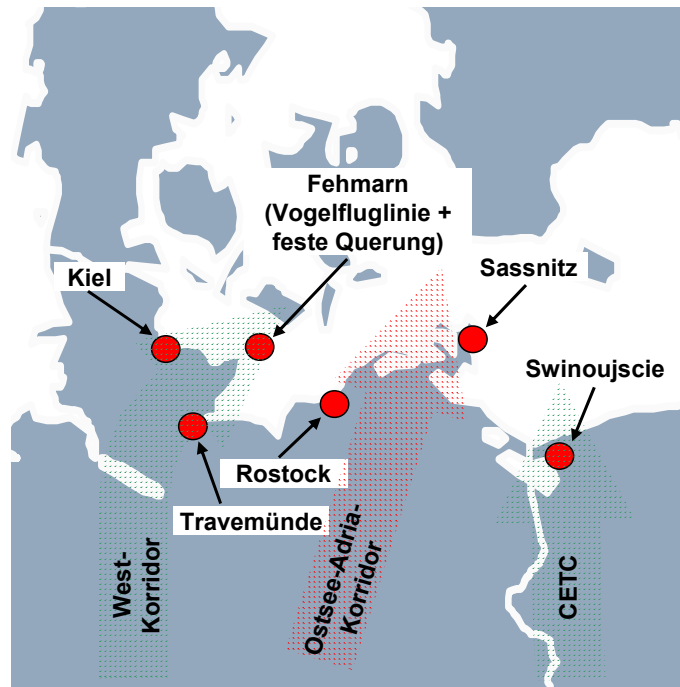 Fehmarn
(Vogelfluglinie +
feste Querung)
Kiel
Sassnitz
Swinoujscie
Rostock
Travemünde
West-
Korridor
Ostsee-Adria-
Korridor
CETC